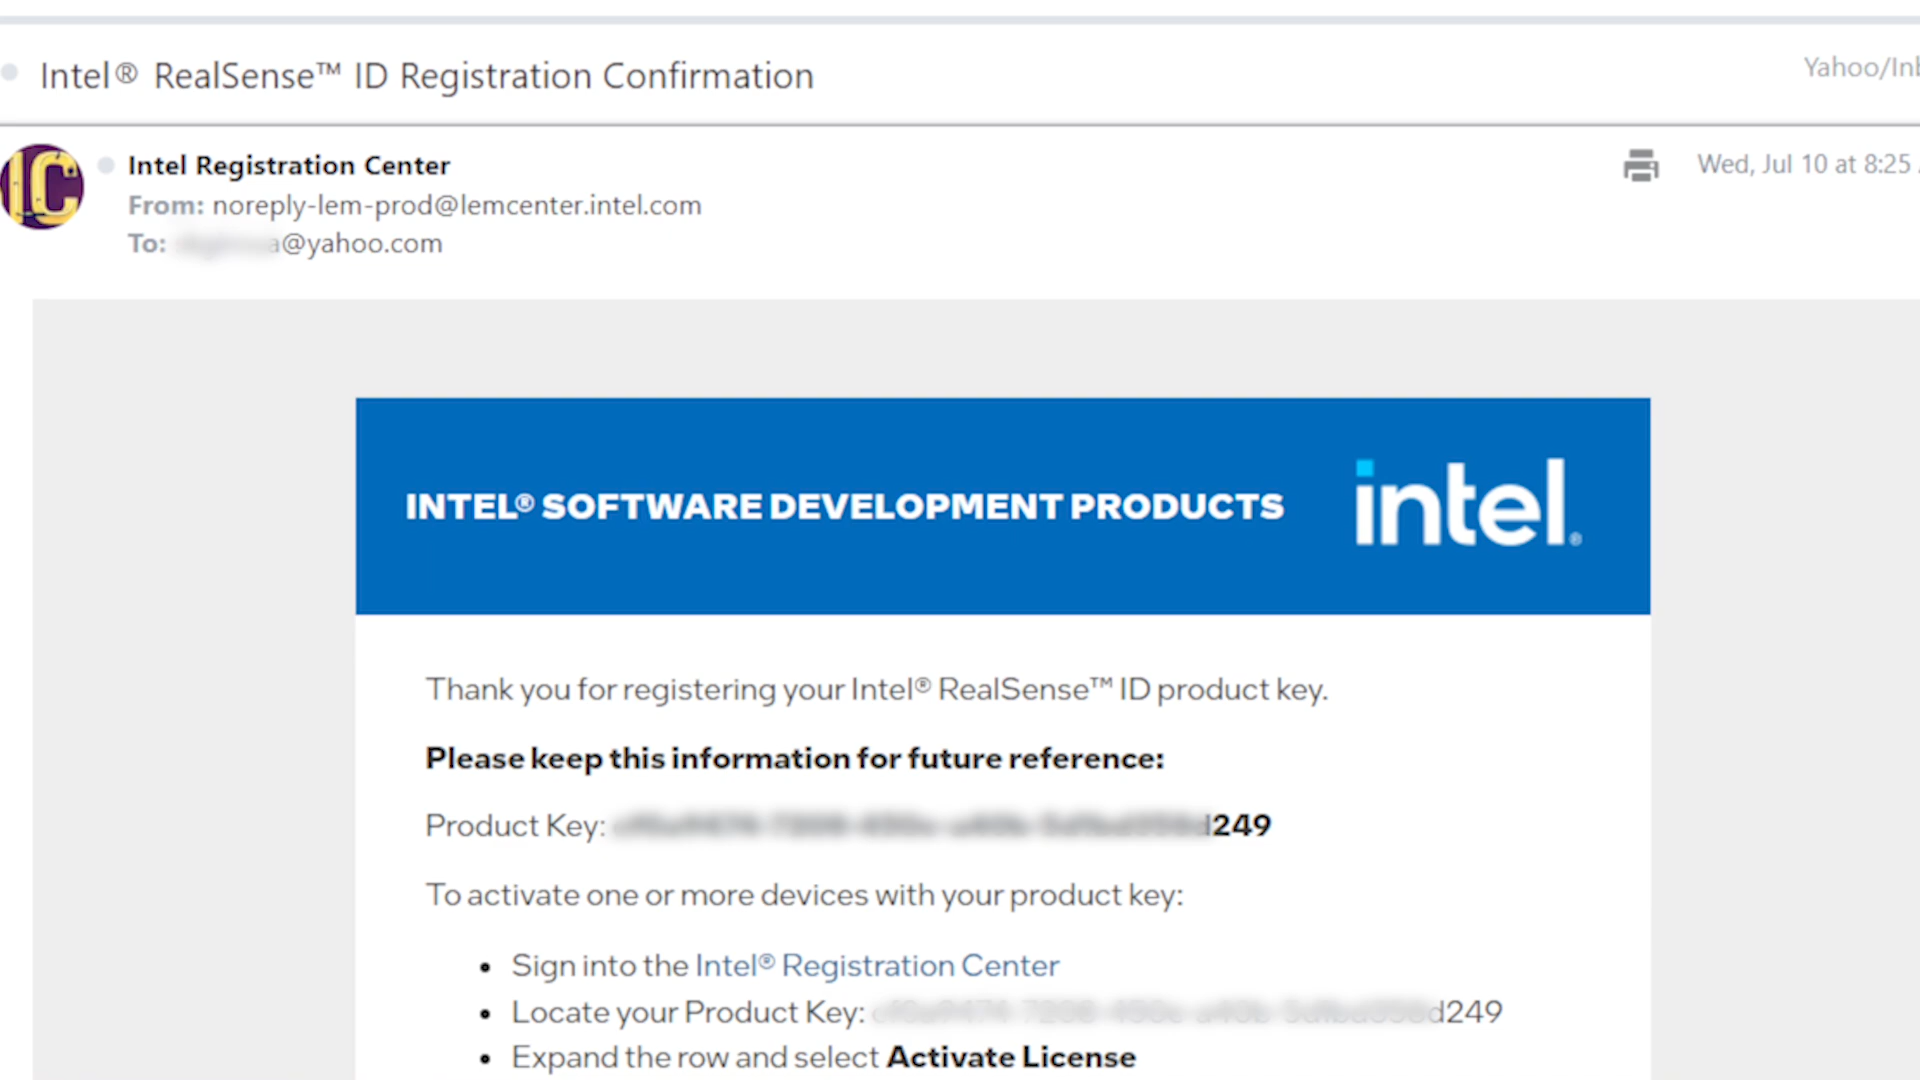 Intel® RealSense™ ID Registration Confirmation
Yahoo/Inb
IC
Intel Registration Center
Wed, Jul 10 at 8:25
From: noreply-lem-prod@lemcenter.intel.com
To: a@yahoo.com
INTEL® SOFTWARE DEVELOPMENT PRODUCTS
intel®
Thank you for registering your Intel® RealSense™ ID product key.
Please keep this information for future reference:
Product Key: 249
To activate one or more devices with your product key:
• Sign into the Intel® Registration Center
• Locate your Product Key: d249
• Expand the row and select Activate License